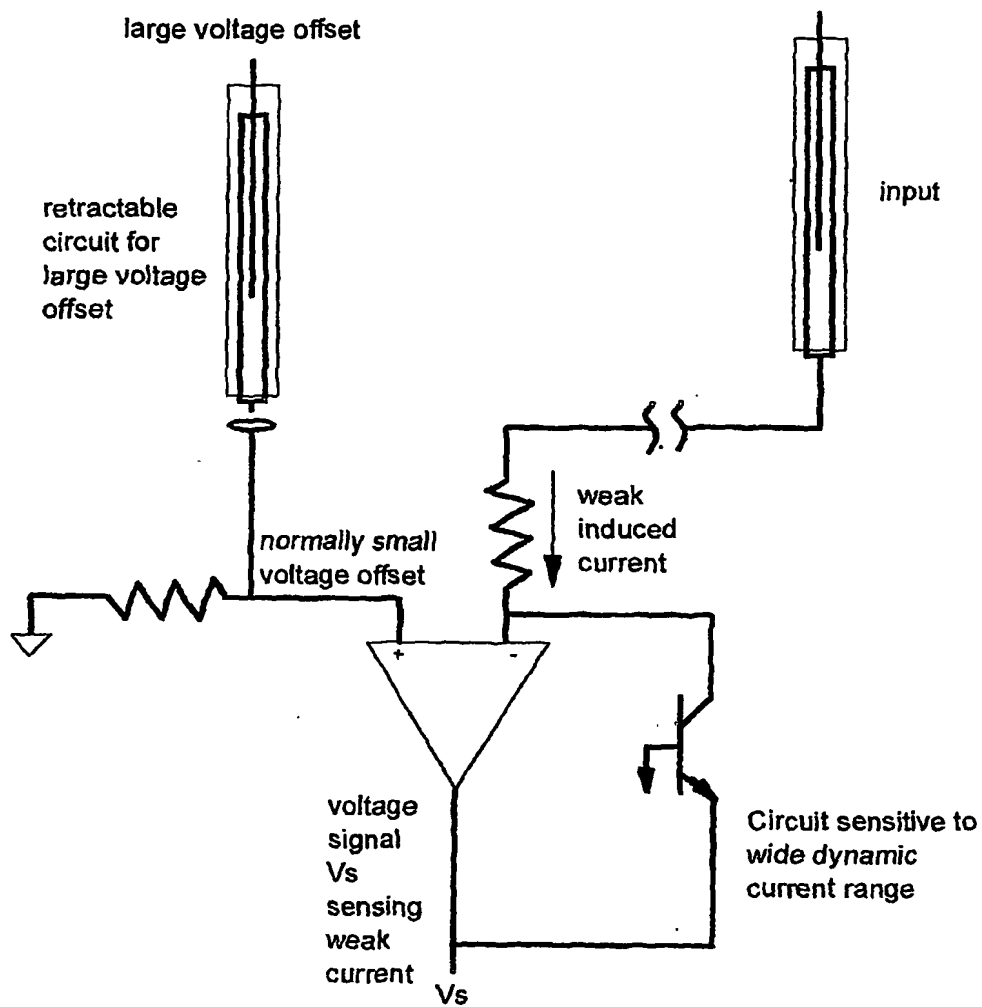 large voltage offset
retractable
circuit for
large voltage
offset
input
weak
induced
current
normally small
voltage offset
+
-
voltage
signal
Vs
sensing
weak
current
Vs
Circuit sensitive to
wide dynamic
current range